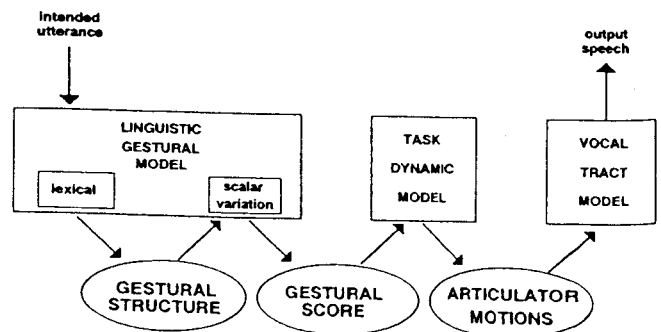 intended
utterance
output
speech
LINGUISTIC
GESTURAL
MODEL
lexical
scalar
variation
TASK
DYNAMIC
MODEL
VOCAL
TRACT
MODEL
GESTURAL
STRUCTURE
GESTURAL
SCORE
ARTICULATOR
MOTIONS